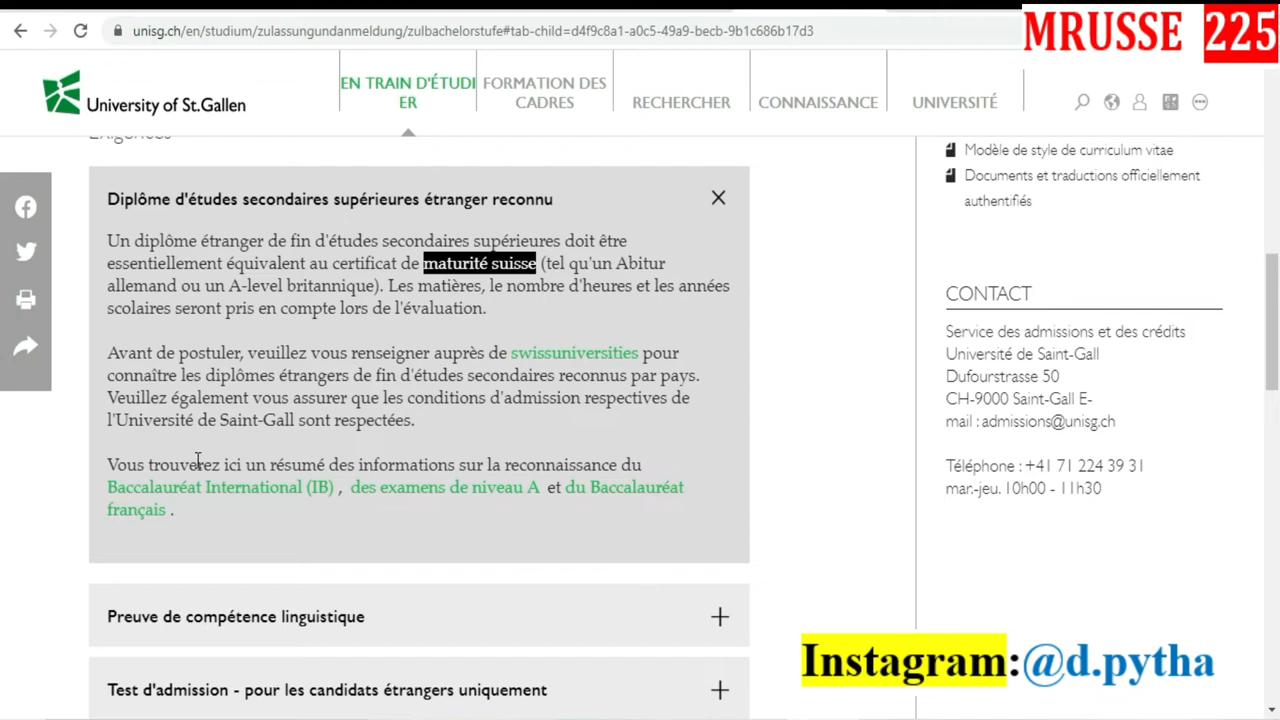 unisg.ch/en/studium/zulassungundanmeldung/zulbachelorstufe#tab-child=d4f9c8a1-a0c5-49a9-becb-9b1c686b17d3
MRUSSE 225
University of St.Gallen
EN TRAIN D'ÉTUDI
ER
FORMATION DES
CADRES
RECHERCHER
CONNAISSANCE
UNIVERSITÉ
Exigences
Diplôme d'études secondaires supérieures étranger reconnu
Un diplôme étranger de fin d'études secondaires supérieures doit être
essentiellement équivalent au certificat de maturité suisse (tel qu'un Abitur
allemand ou un A-level britannique). Les matières, le nombre d'heures et les années
scolaires seront pris en compte lors de l'évaluation.
Avant de postuler, veuillez vous renseigner auprès de swissuniversities pour
connaître les diplômes étrangers de fin d'études secondaires reconnus par pays.
Veuillez également vous assurer que les conditions d'admission respectives de
l'Université de Saint-Gall sont respectées.
Vous trouverez ici un résumé des informations sur la reconnaissance du
Baccalauréat International (IB) , des examens de niveau A et du Baccalauréat
français .
Preuve de compétence linguistique
Test d'admission - pour les candidats étrangers uniquement
Modèle de style de curriculum vitae
Documents et traductions officiellement
authentifiés
CONTACT
Service des admissions et des crédits
Université de Saint-Gall
Dufourstrasse 50
CH-9000 Saint-Gall E-
mail : admissions@unisg.ch
Téléphone : +41 71 224 39 31
mar.-jeu. 10h00 - 11h30
Instagram:@d.pytha